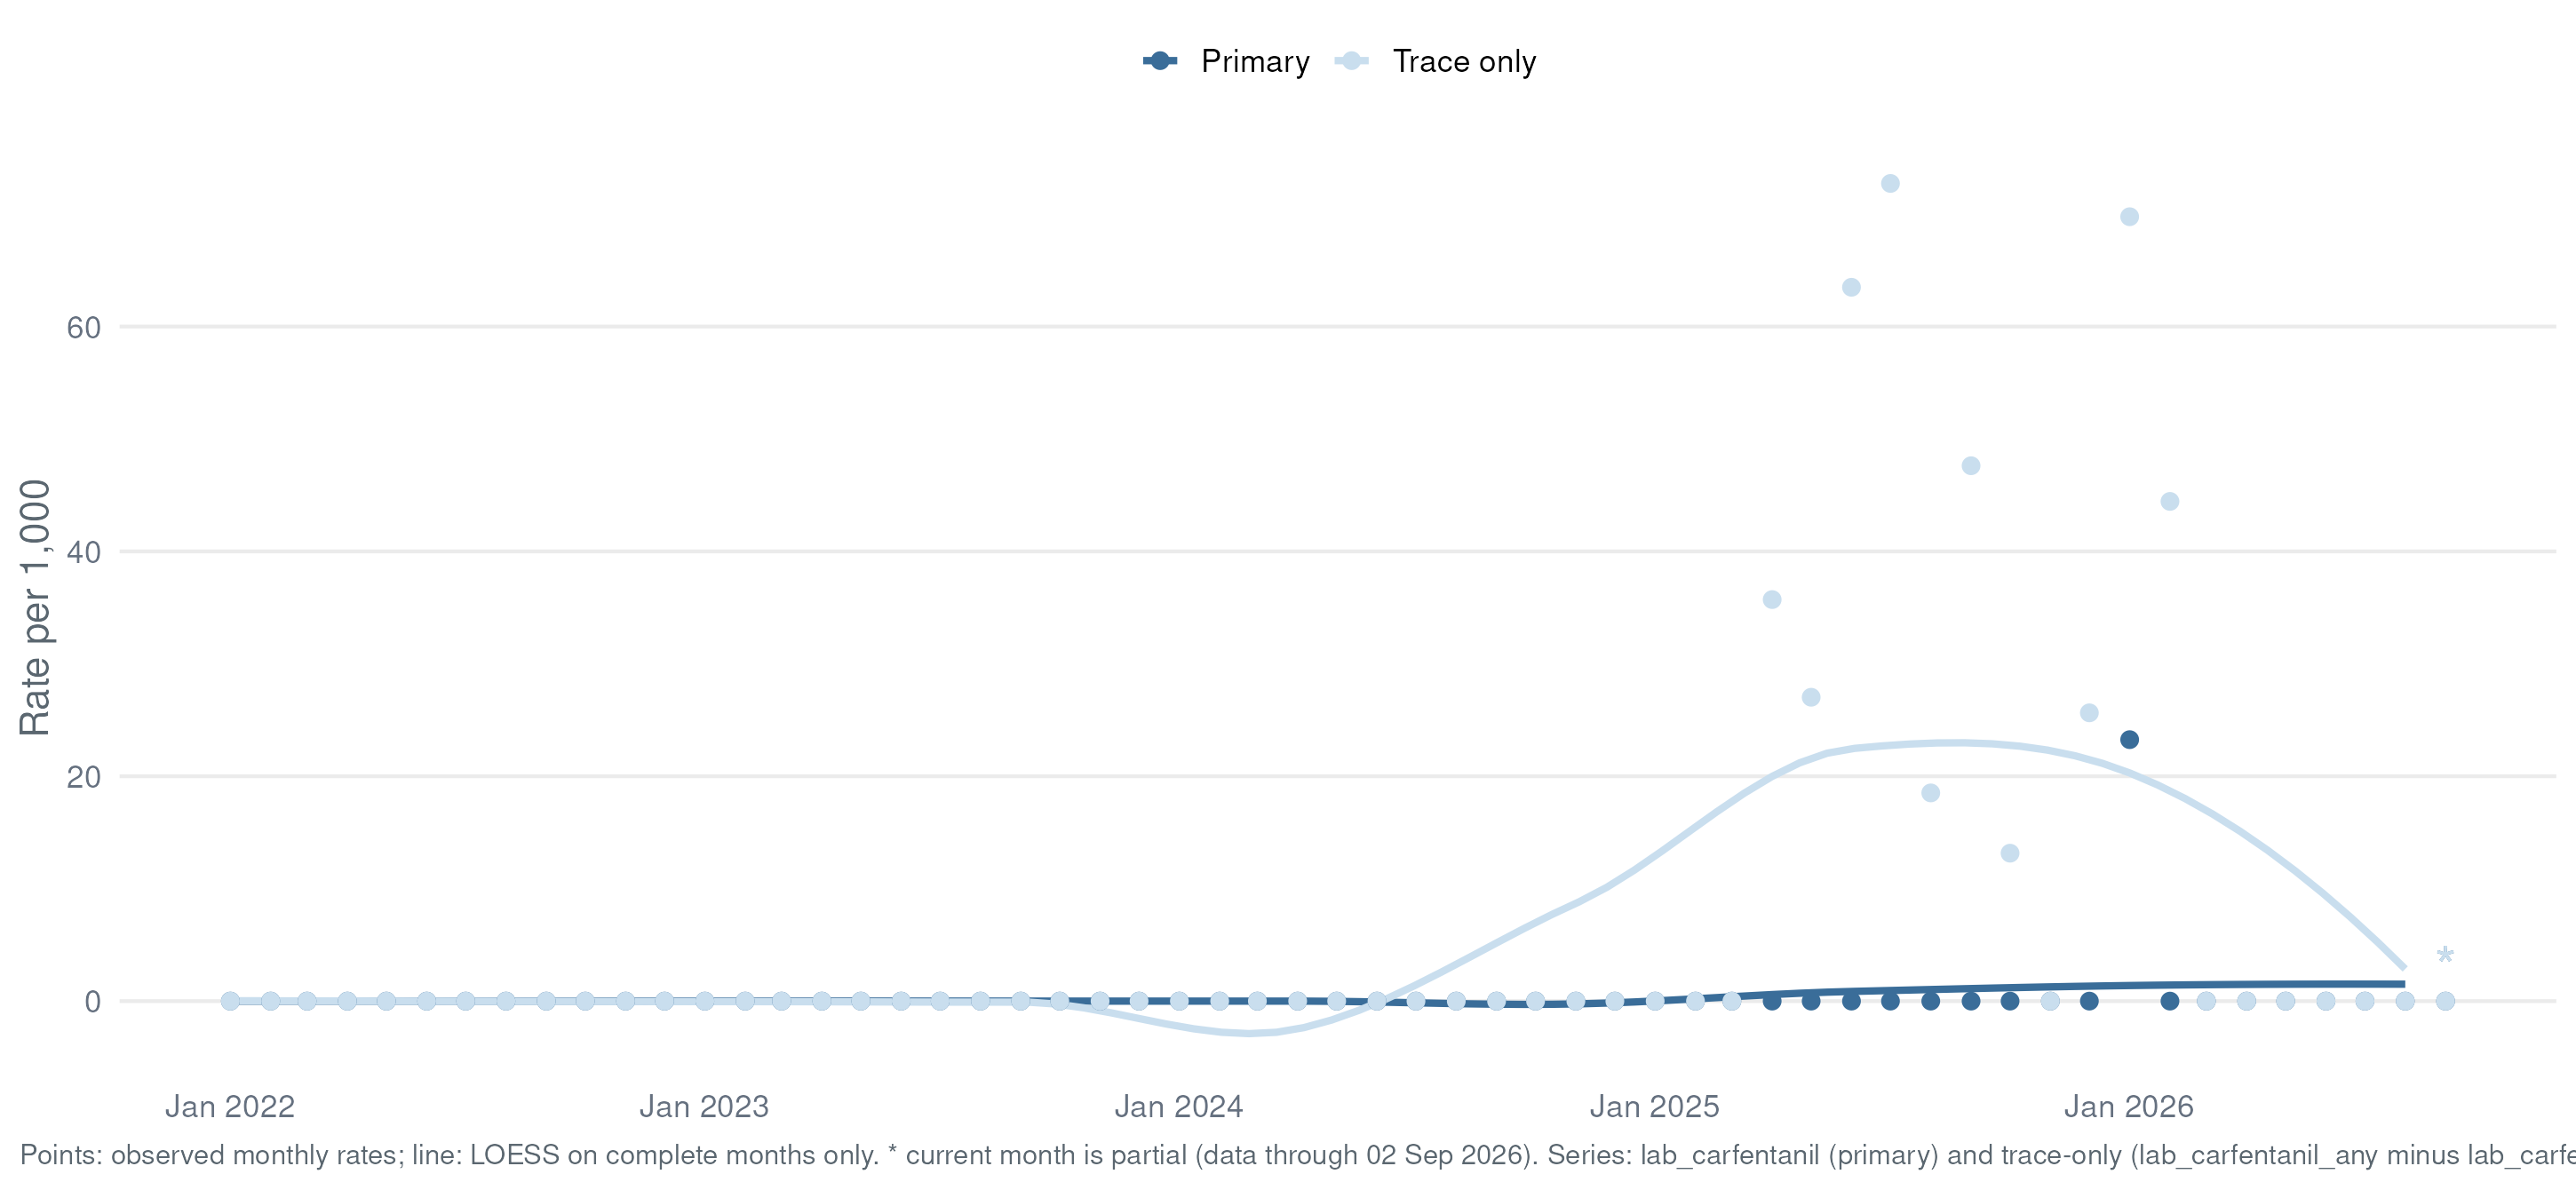 Primary Trace only
Rate per 1,000
60
40
20
0
*
Jan 2022 Jan 2023 Jan 2024 Jan 2025 Jan 2026
Points: observed monthly rates; line: LOESS on complete months only. * current month is partial (data through 02 Sep 2026). Series: lab_carfentanil (primary) and trace-only (lab_carfentanil_any minus